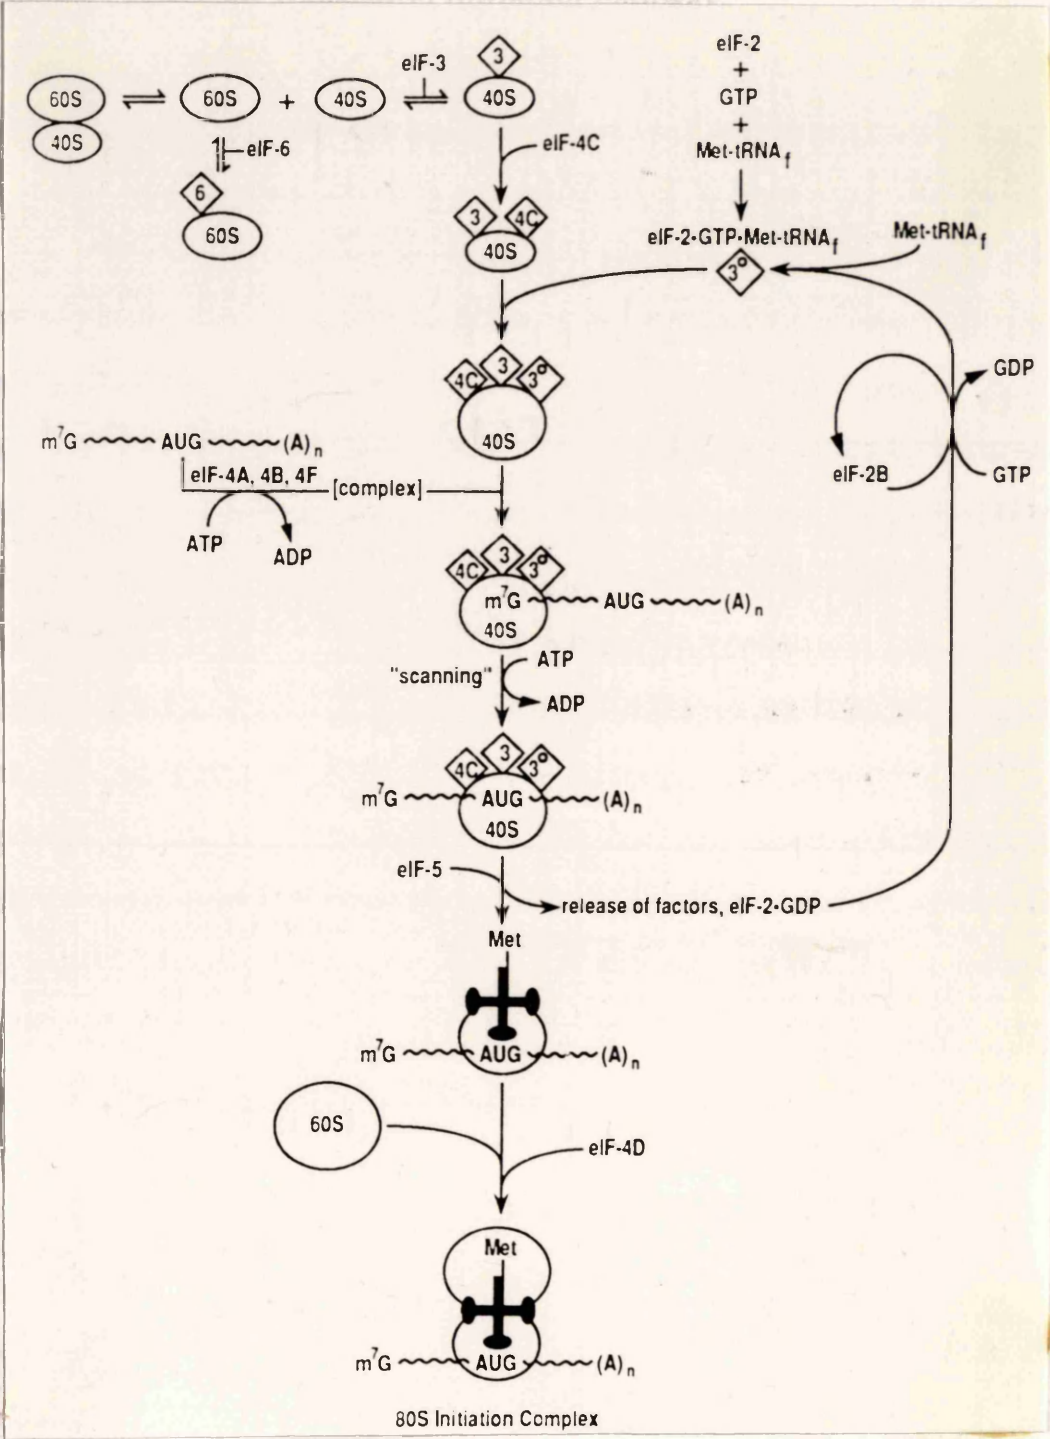 eIF-3
3
60S
40S
60S
+
40S
40S
eIF-6
6
60S
eIF-4C
3
4C
40S
eIF-2
+
GTP
+
Met-tRNAf
eIF-2•GTP•Met-tRNAf
3°
Met-tRNAf
GDP
eIF-2B
GTP
4C
3
3°
40S
m⁷G AUG (A)n
eIF-4A, 4B, 4F
[complex]
ATP
ADP
4C
3
3°
m⁷G AUG (A)n
40S
"scanning"
ATP
ADP
4C
3
3°
m⁷G AUG (A)n
40S
eIF-5
release of factors, eIF-2•GDP
Met
m⁷G AUG (A)n
60S
eIF-4D
Met
m⁷G AUG (A)n
80S Initiation Complex